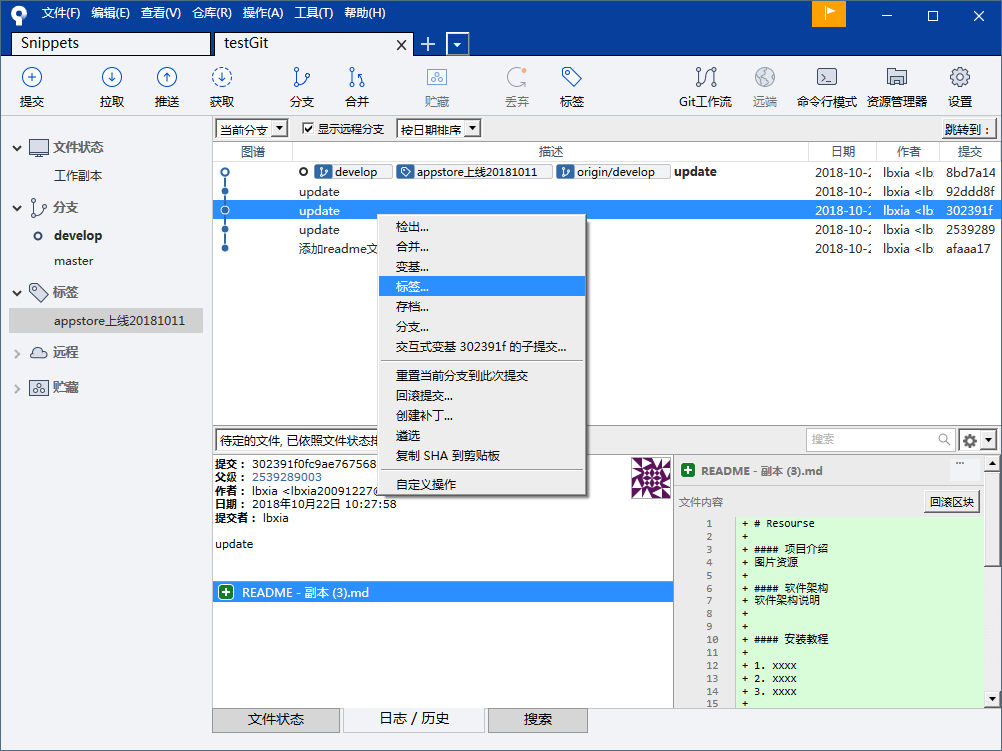 文件(F) 编辑(E) 查看(V) 仓库(R) 操作(A) 工具(T) 帮助(H)
Snippets
testGit
提交 拉取 推送 获取 分支 合并 贮藏 丢弃 标签 Git工作流 远端 命令行模式 资源管理器 设置
文件状态
工作副本
分支
develop
master
标签
appstore上线20181011
远程
贮藏
当前分支 显示远程分支 按日期排序 跳转到：
图谱 描述 日期 作者 提交
develop appstore上线20181011 origin/develop update 2018-10-2 lbxia <lb 8bd7a14
update 2018-10-2 lbxia <lb 92ddd8f
update 2018-10-2 lbxia <lb 302391f
update 2018-10-2 lbxia <lb 2539289
添加readme文 2018-10-2 lbxia <lb afaaa17
检出...
合并...
变基...
标签...
存档...
分支...
交互式变基 302391f 的子提交...
重置当前分支到此次提交
回滚提交...
创建补丁...
遴选
复制 SHA 到剪贴板
自定义操作
待定的文件, 已依照文件状态排
搜索
提交： 302391f0fc9ae767568
父级： 2539289003
作者： lbxia <lbxia20091227@
日期： 2018年10月22日 10:27:58
提交者： lbxia
update
README - 副本 (3).md
README - 副本 (3).md
...
文件内容 回滚区块
1 + # Resourse
2 +
3 + #### 项目介绍
4 + 图片资源
5 +
6 + #### 软件架构
7 + 软件架构说明
8 +
9 +
10 + #### 安装教程
11 +
12 + 1. xxxx
13 + 2. xxxx
14 + 3. xxxx
15 +
文件状态 日志 / 历史 搜索